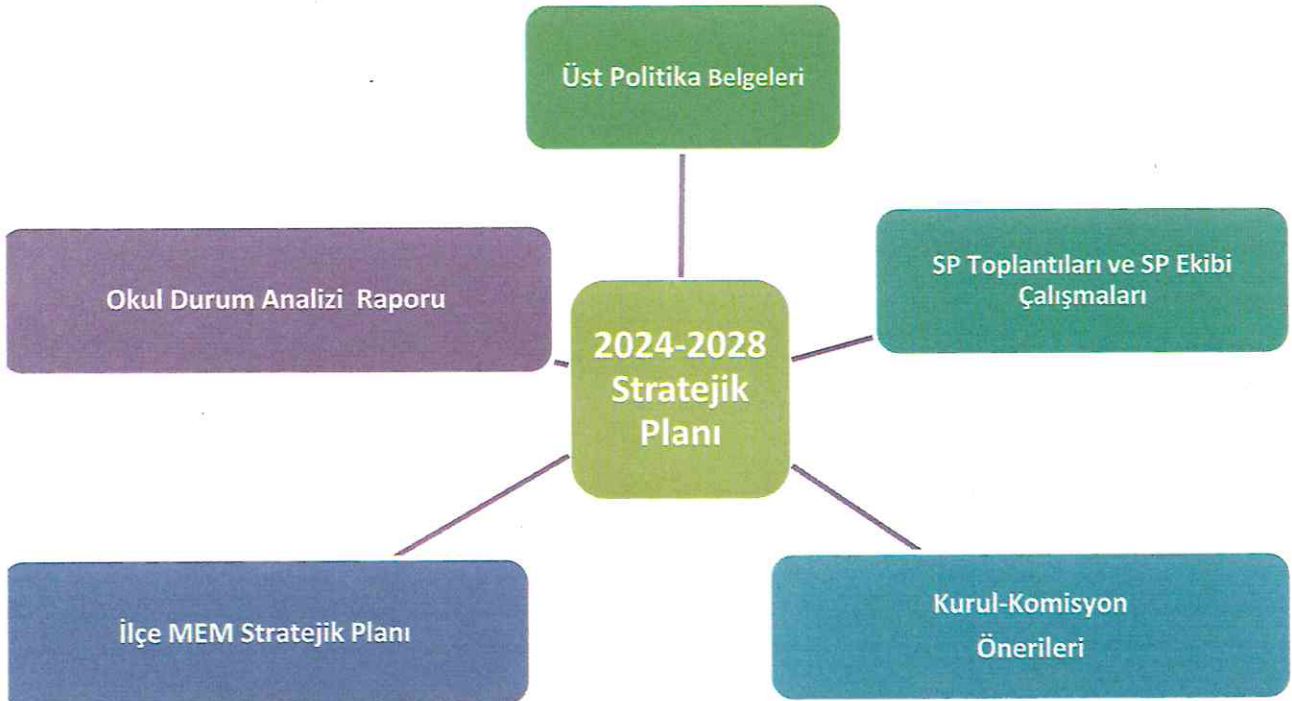 Üst Politika Belgeleri
Okul Durum Analizi Raporu
SP Toplantıları ve SP Ekibi
Çalışmaları
2024-2028
Stratejik
Planı
İlçe MEM Stratejik Planı
Kurul-Komisyon
Önerileri